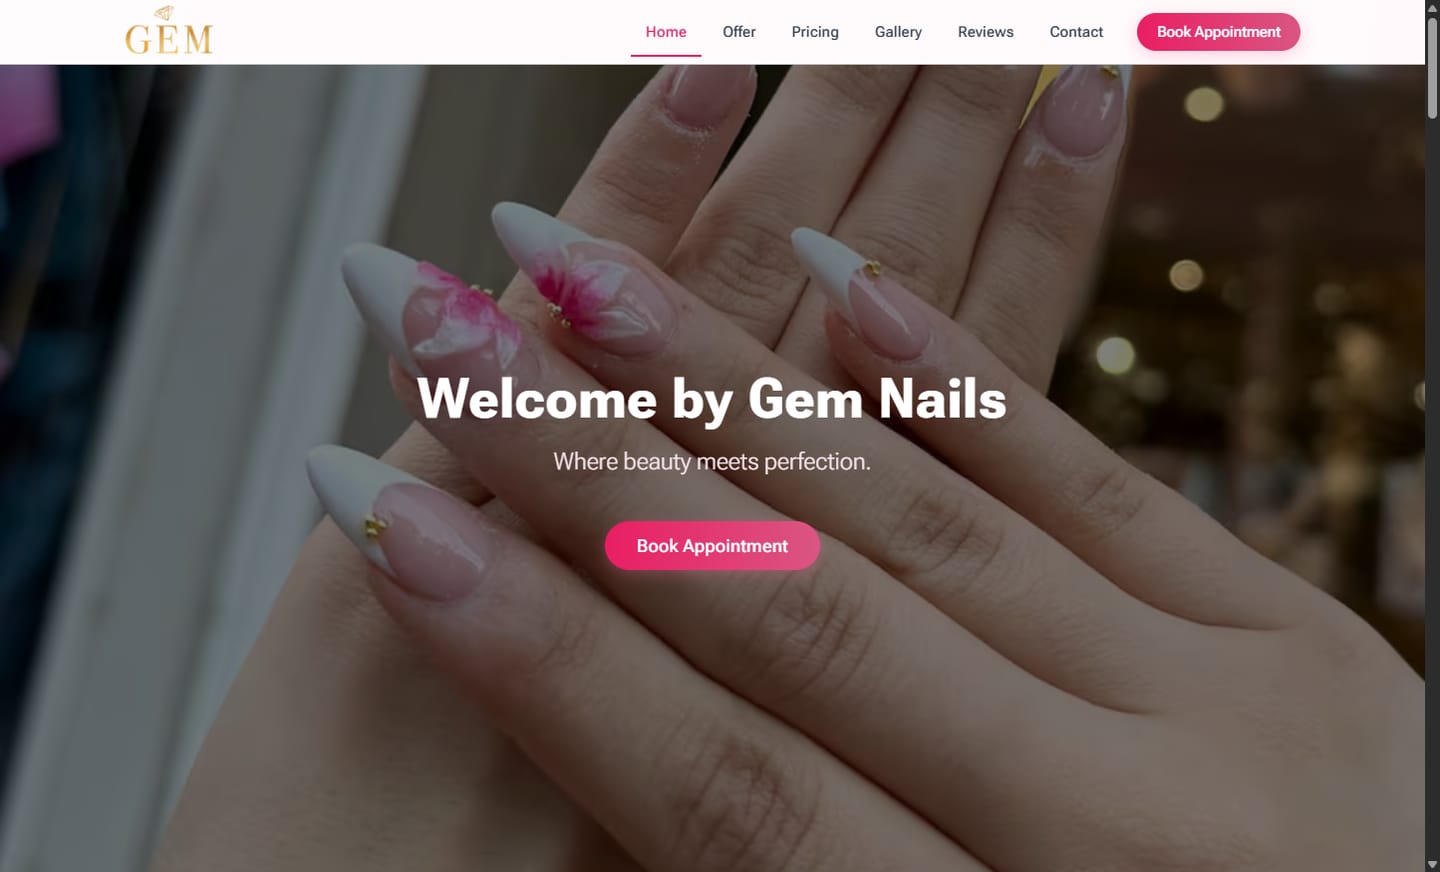 GEM
Home
Offer
Pricing
Gallery
Reviews
Contact
Book Appointment
Welcome by Gem Nails
Where beauty meets perfection.
Book Appointment